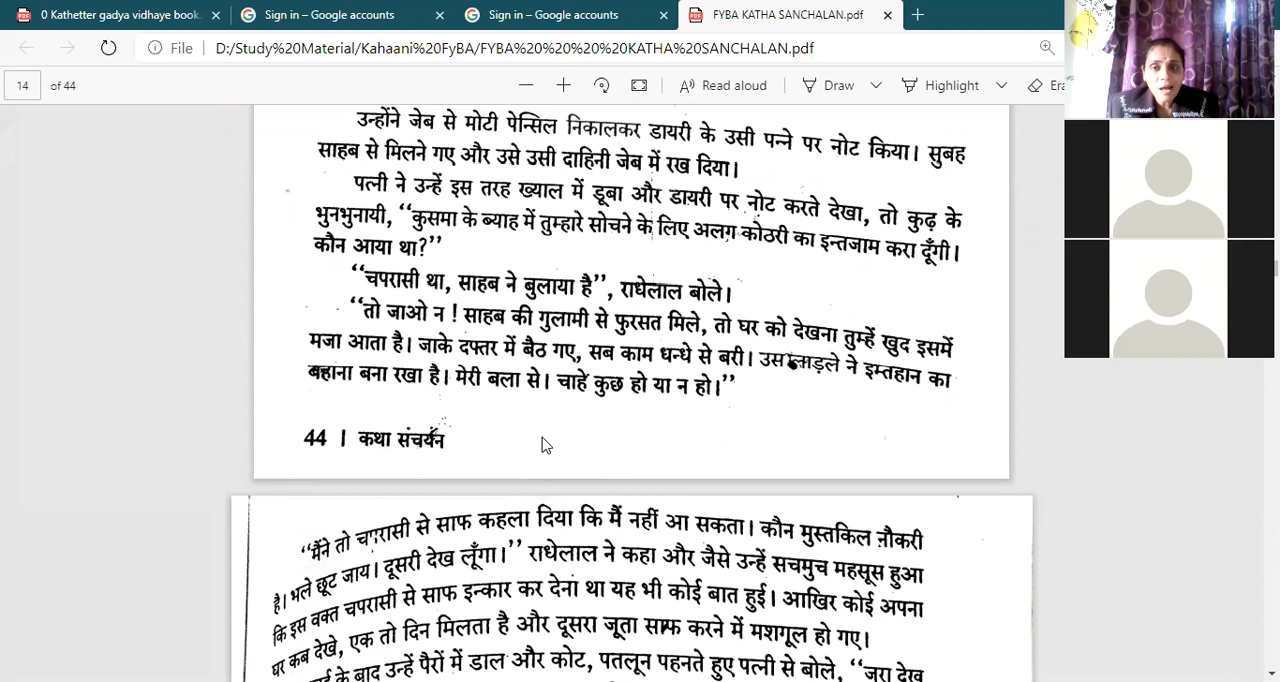 0 Kathetter gadya vidhaye book.
Sign in – Google accounts
Sign in – Google accounts
FYBA KATHA SANCHALAN.pdf
File
D:/Study%20Material/Kahaani%20FyBA/FYBA%20%20%20%20KATHA%20SANCHALAN.pdf
14 of 44
Read aloud
Draw
Highlight
Era
उन्होंने जेब से मोटी पेन्सिल निकालकर डायरी के उसी पन्ने पर नोट किया। सुबह
साहब से मिलने गए और उसे उसी दाहिनी जेब में रख दिया।
पत्नी ने उन्हें इस तरह ख्याल में डूबा और डायरी पर नोट करते देखा, तो कुढ़ के
भुनभुनायी, “कुसमा के ब्याह में तुम्हारे सोचने के लिए अलग़ कोठरी का इन्तजाम करा दूँगी।
कौन आया था?”
“चपरासी था, साहब ने बुलाया है”, राधेलाल बोले।
“तो जाओ न ! साहब की गुलामी से फुरसत मिले, तो घर को देखना तुम्हें खुद इसमें
मजा आता है। जाके दफ्तर में बैठ गए, सब काम धन्धे से बरी। उस लाड़ले ने इम्तहान का
बहाना बना रखा है। मेरी बला से। चाहे कुछ हो या न हो।”
44 । कथा संचयन
“मैंने तो चपरासी से साफ कहला दिया कि मैं नहीं आ सकता। कौन मुस्तकिल नौकरी
है। भले छूट जाय। दूसरी देख लूँगा।” राधेलाल ने कहा और जैसे उन्हें सचमुच महसूस हुआ
कि इस वक्त चपरासी से साफ इन्कार कर देना था यह भी कोई बात हुई। आखिर कोई अपना
घर कब देखे, एक तो दिन मिलता है और दूसरा जूता साफ करने में मशगूल हो गए।
के बाद उन्हें पैरों में डाल और कोट, पतलून पहनते हुए पत्नी से बोले, “जरा देख